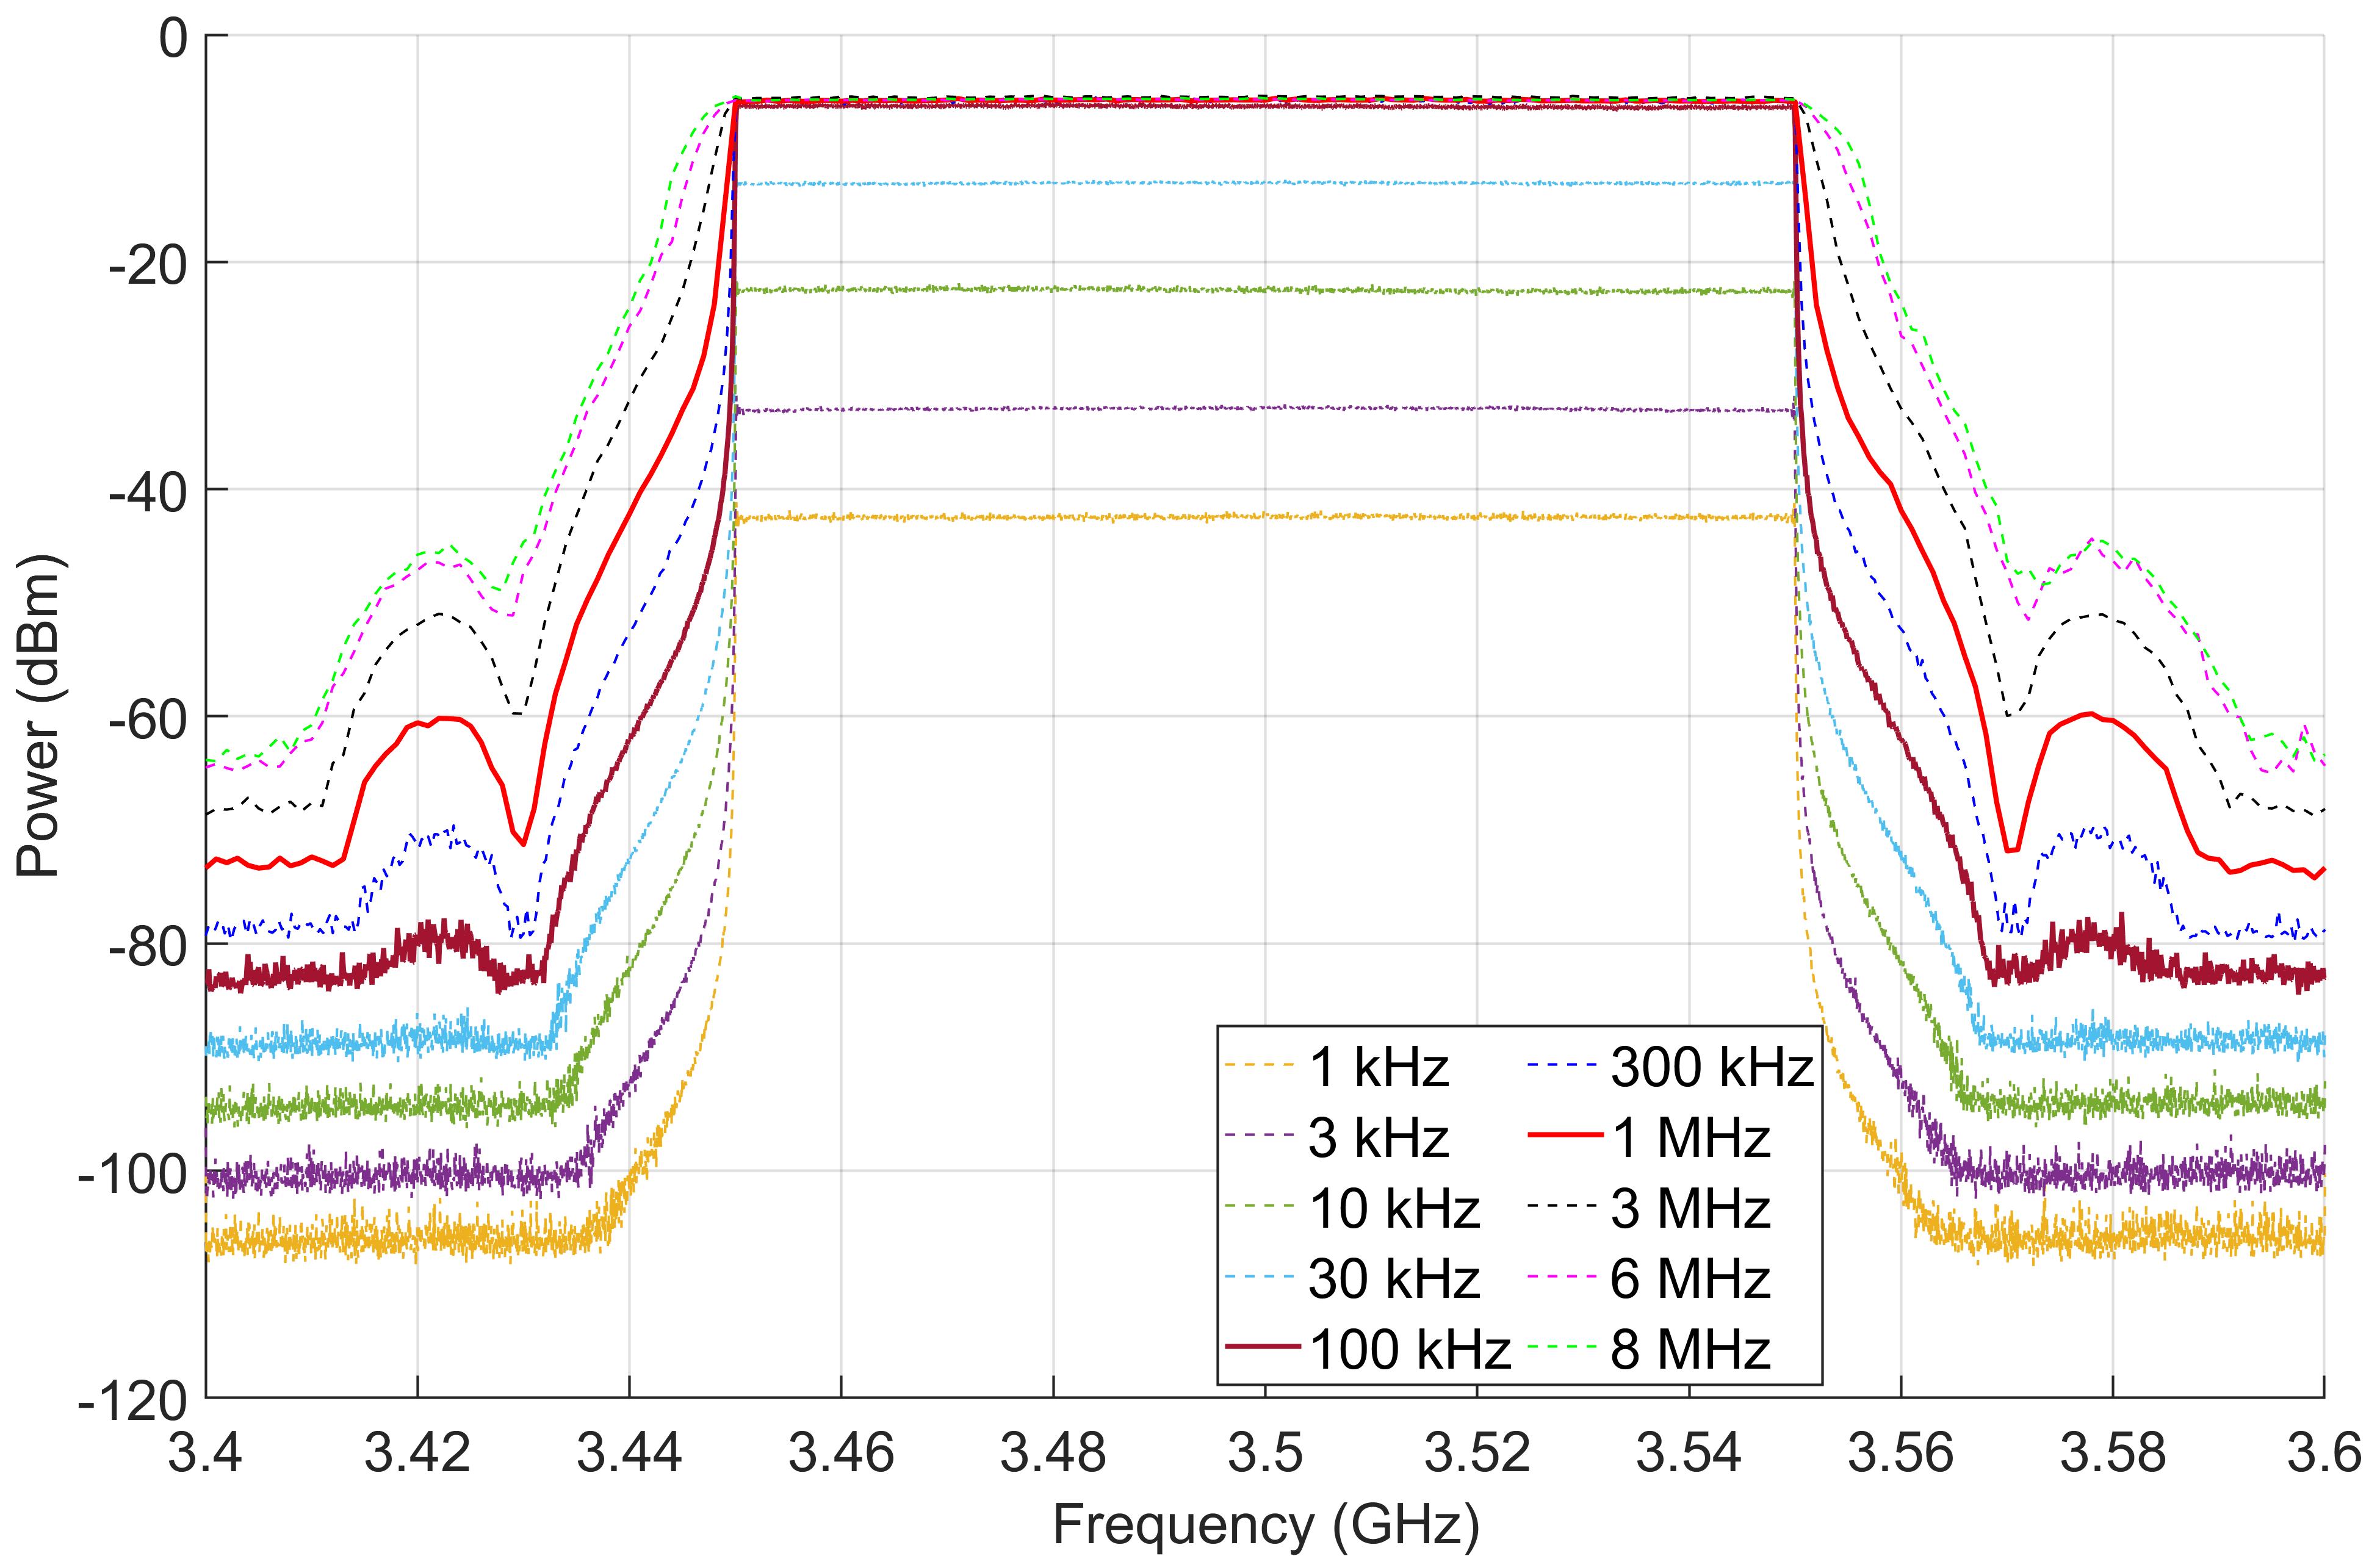 0
-20
-40
-60
-80
-100
-120
Power (dBm)
1 kHz 300 kHz
3 kHz 1 MHz
10 kHz 3 MHz
30 kHz 6 MHz
100 kHz 8 MHz
3.4 3.42 3.44 3.46 3.48 3.5 3.52 3.54 3.56 3.58 3.6
Frequency (GHz)